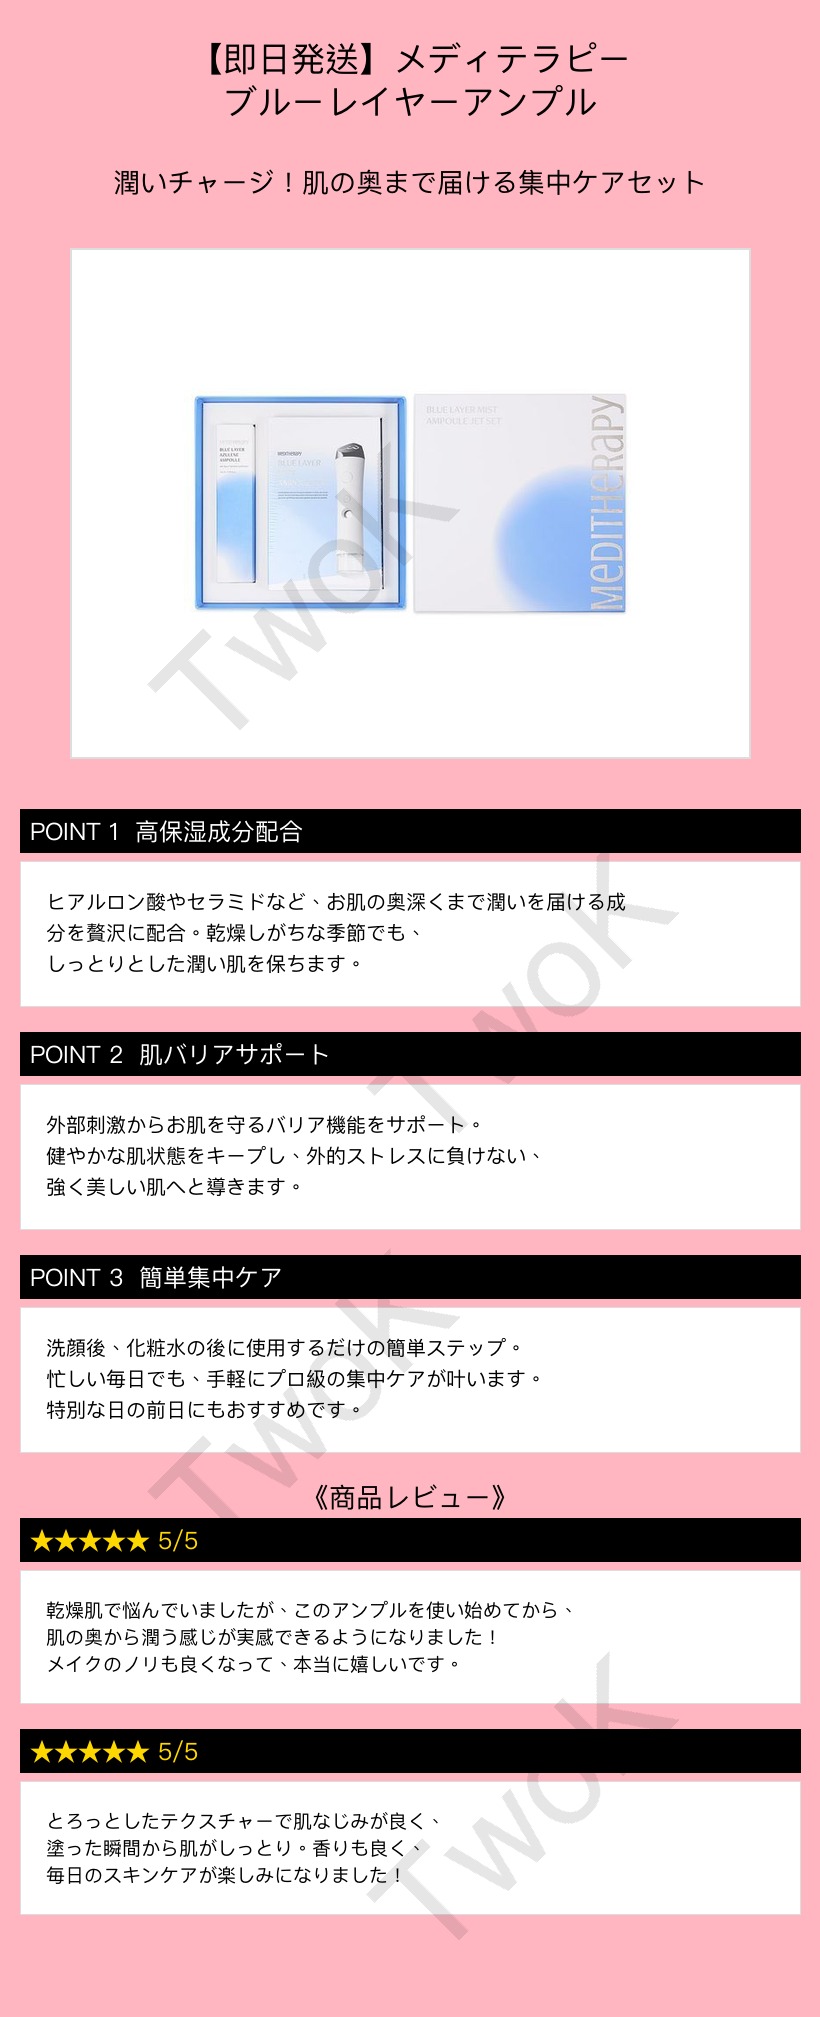 【即日発送】メディテラピー
ブルーレイヤーアンプル
潤いチャージ！肌の奥まで届ける集中ケアセット
MEDITHERAPY
BLUE LAYER
AZULENE
AMPOULE
MEDITHERAPY
BLUE LAYER
BLUE LAYER MIST
AMPOULE JET SET
MEDITHERAPY
TwoK
POINT 1 高保湿成分配合
ヒアルロン酸やセラミドなど、お肌の奥深くまで潤いを届ける成
分を贅沢に配合。乾燥しがちな季節でも、
しっとりとした潤い肌を保ちます。
TwoK
POINT 2 肌バリアサポート
外部刺激からお肌を守るバリア機能をサポート。
健やかな肌状態をキープし、外的ストレスに負けない、
強く美しい肌へと導きます。
POINT 3 簡単集中ケア
洗顔後、化粧水の後に使用するだけの簡単ステップ。
忙しい毎日でも、手軽にプロ級の集中ケアが叶います。
特別な日の前日にもおすすめです。
TwoK
《商品レビュー》
★★★★★ 5/5
乾燥肌で悩んでいましたが、このアンプルを使い始めてから、
肌の奥から潤う感じが実感できるようになりました！
メイクのノリも良くなって、本当に嬉しいです。
★★★★★ 5/5
とろっとしたテクスチャーで肌なじみが良く、
塗った瞬間から肌がしっとり。香りも良く、
毎日のスキンケアが楽しみになりました！
TwoK